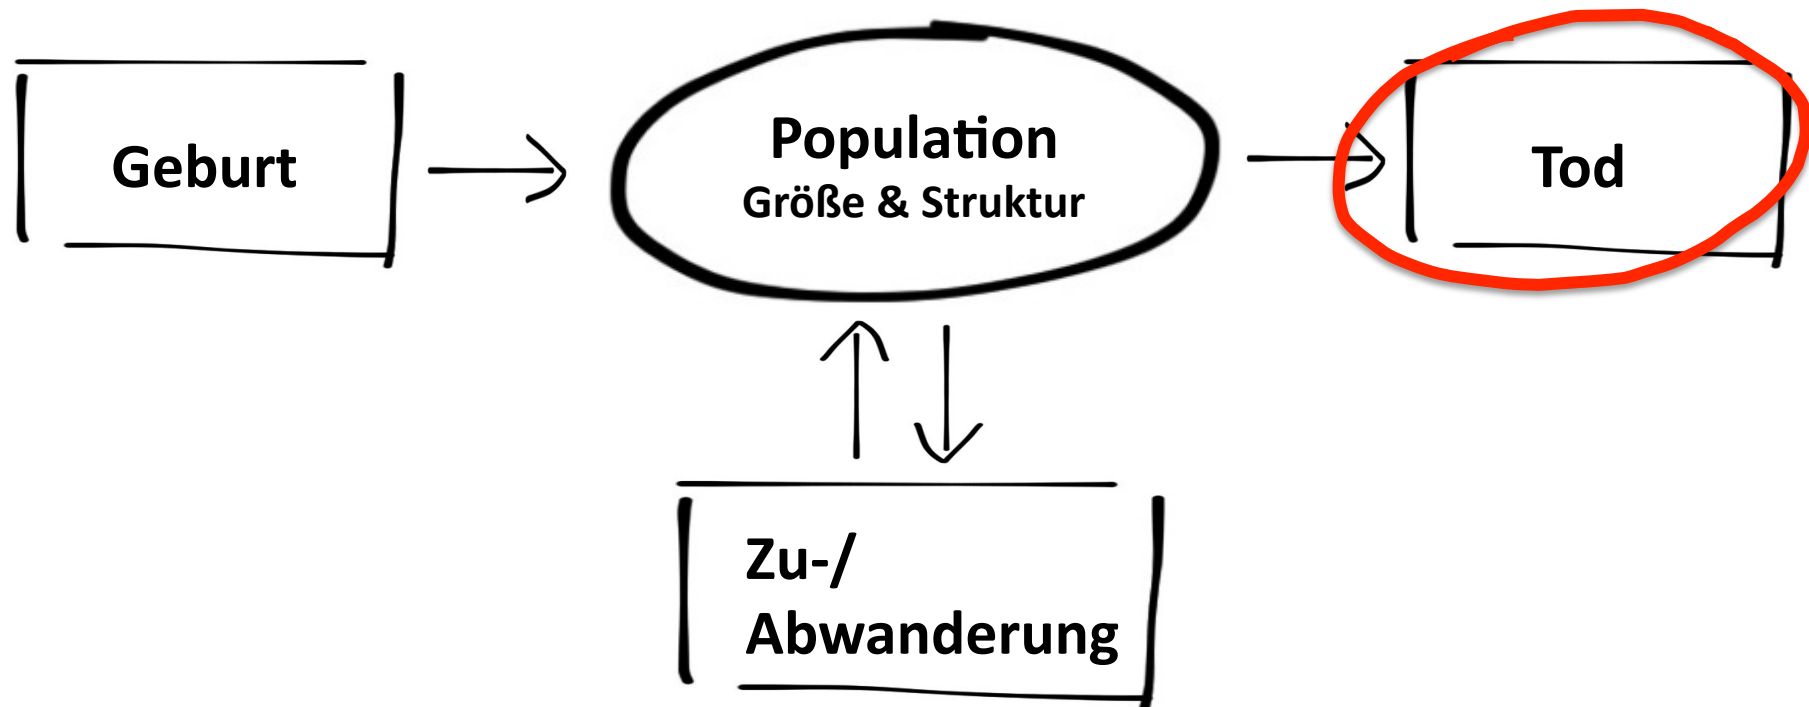 Geburt
Population
Größe & Struktur
Tod
Zu-/
Abwanderung